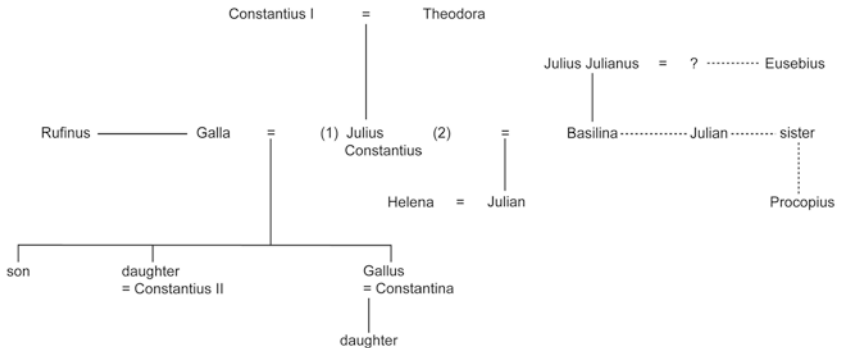 Constantius I = Theodora
Julius Julianus = ? Eusebius
Rufinus Galla = (1) Julius (2) = Basilina Julian sister
Constantius
Helena = Julian Procopius
son daughter Gallus
= Constantius II = Constantina
daughter